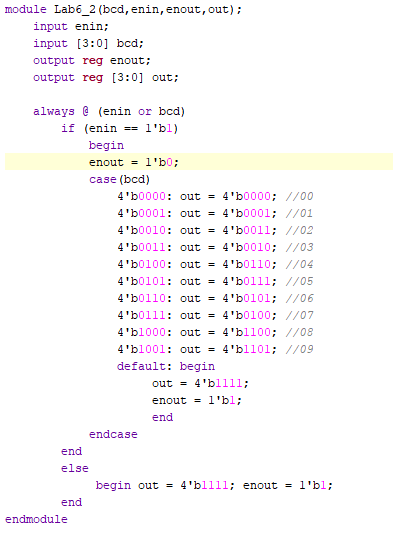 module Lab6_2(bcd,enin,enout,out);
    input enin;
    input [3:0] bcd;
    output reg enout;
    output reg [3:0] out;

    always @ (enin or bcd)
        if (enin == 1'b1)
            begin
            enout = 1'b0;
            case(bcd)
                4'b0000: out = 4'b0000; //00
                4'b0001: out = 4'b0001; //01
                4'b0010: out = 4'b0011; //02
                4'b0011: out = 4'b0010; //03
                4'b0100: out = 4'b0110; //04
                4'b0101: out = 4'b0111; //05
                4'b0110: out = 4'b0101; //06
                4'b0111: out = 4'b0100; //07
                4'b1000: out = 4'b1100; //08
                4'b1001: out = 4'b1101; //09
                default: begin
                     out = 4'b1111;
                     enout = 1'b1;
                     end
            endcase
        end
        else
             begin out = 4'b1111; enout = 1'b1;
        end
endmodule